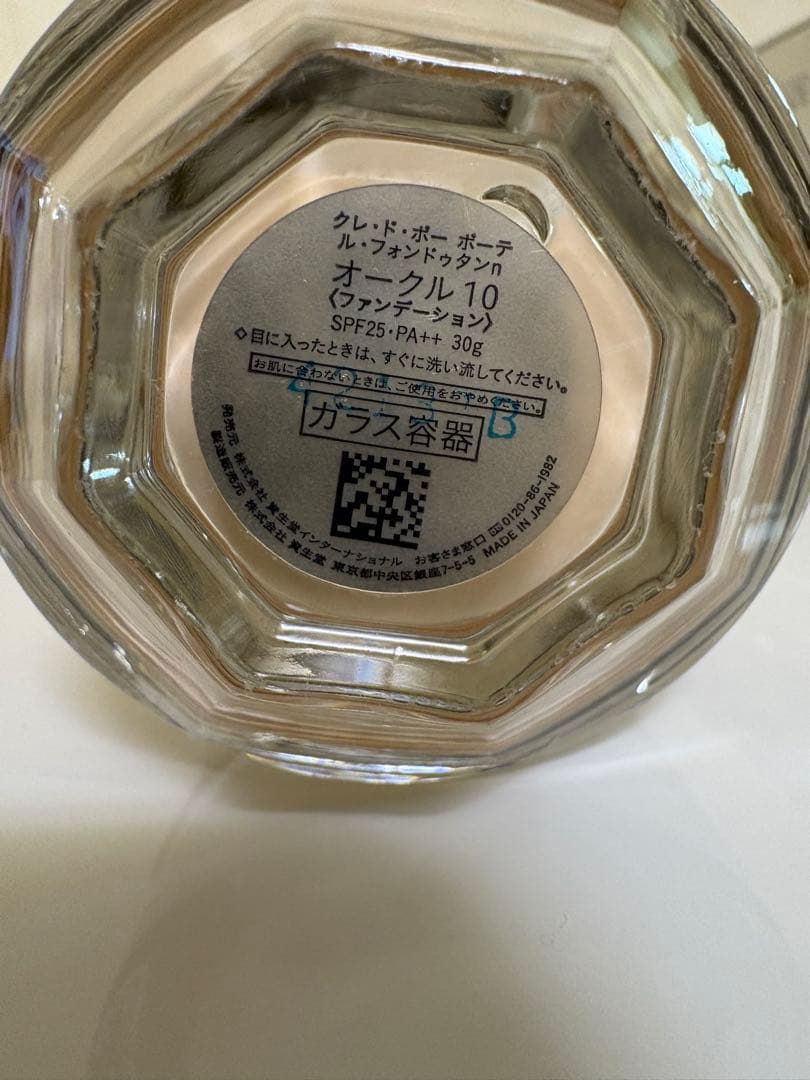 クレ・ド・ポー ボーテ
ル・フォンドゥタンn
オークル10
〈ファンデーション〉
SPF25・PA++ 30g
◇目に入ったときは、すぐに洗い流してください。
お肌に合わないときは、ご使用をおやめください。
ガラス容器
発売元 株式会社 資生堂インターナショナル お客さま窓口 0120-86-1982
製造販売元 株式会社 資生堂 東京都中央区銀座7-5-5 MADE IN JAPAN